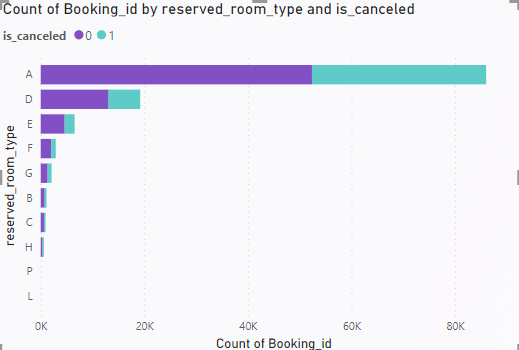 Count of Booking_id by reserved_room_type and is_canceled
is_canceled 0 1
reserved_room_type
A
D
E
F
G
B
C
H
P
L
0K 20K 40K 60K 80K
Count of Booking_id